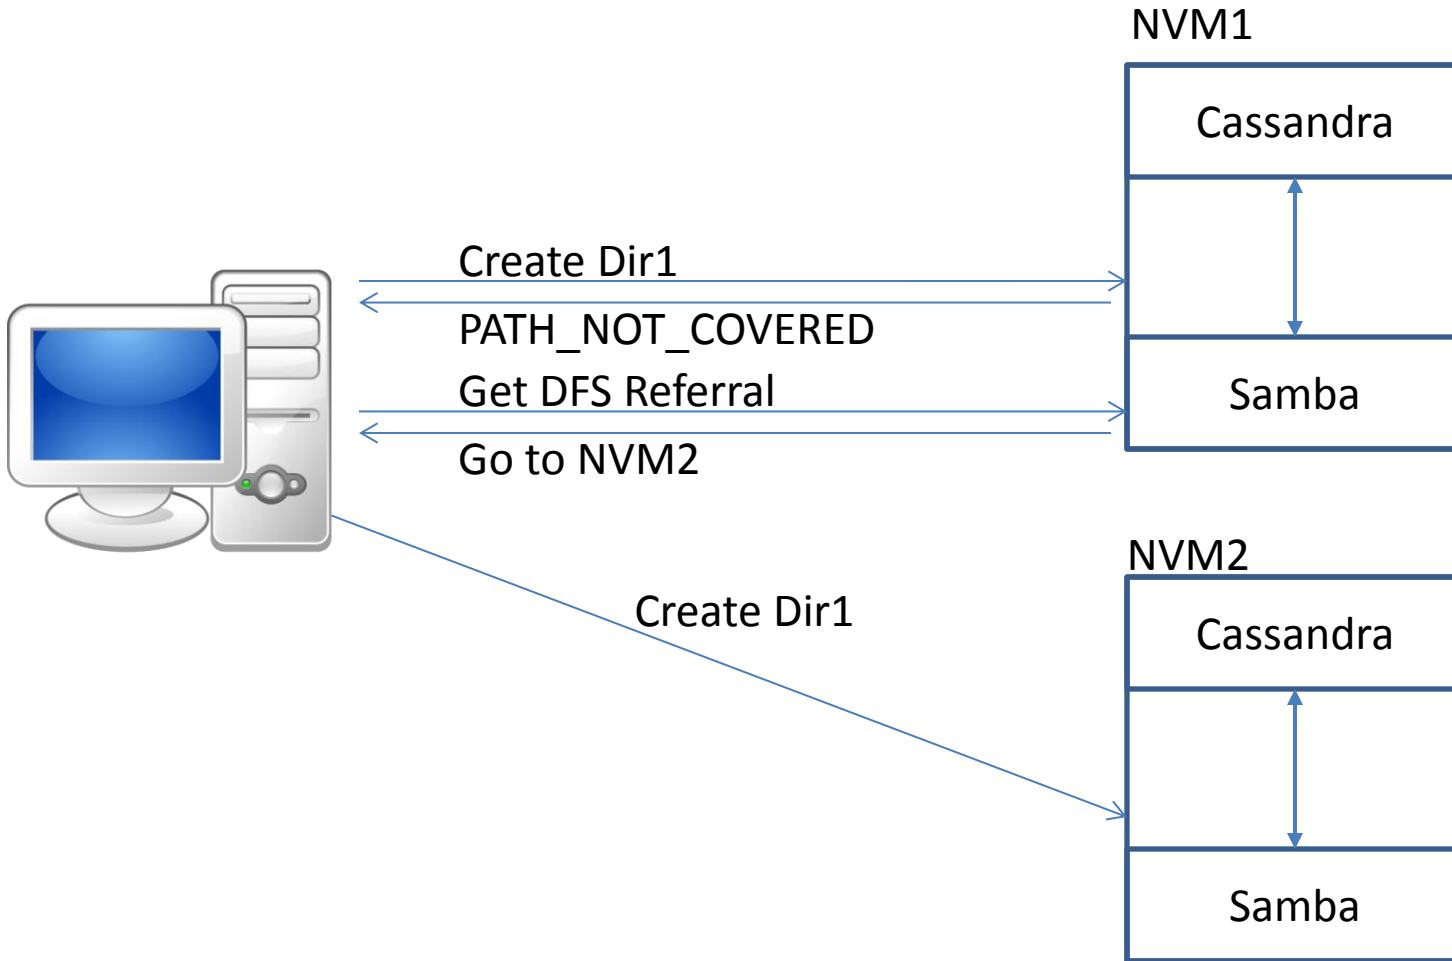 NVM1
Cassandra
Create Dir1
PATH_NOT_COVERED
Get DFS Referral
Samba
Go to NVM2
NVM2
Create Dir1
Cassandra
Samba